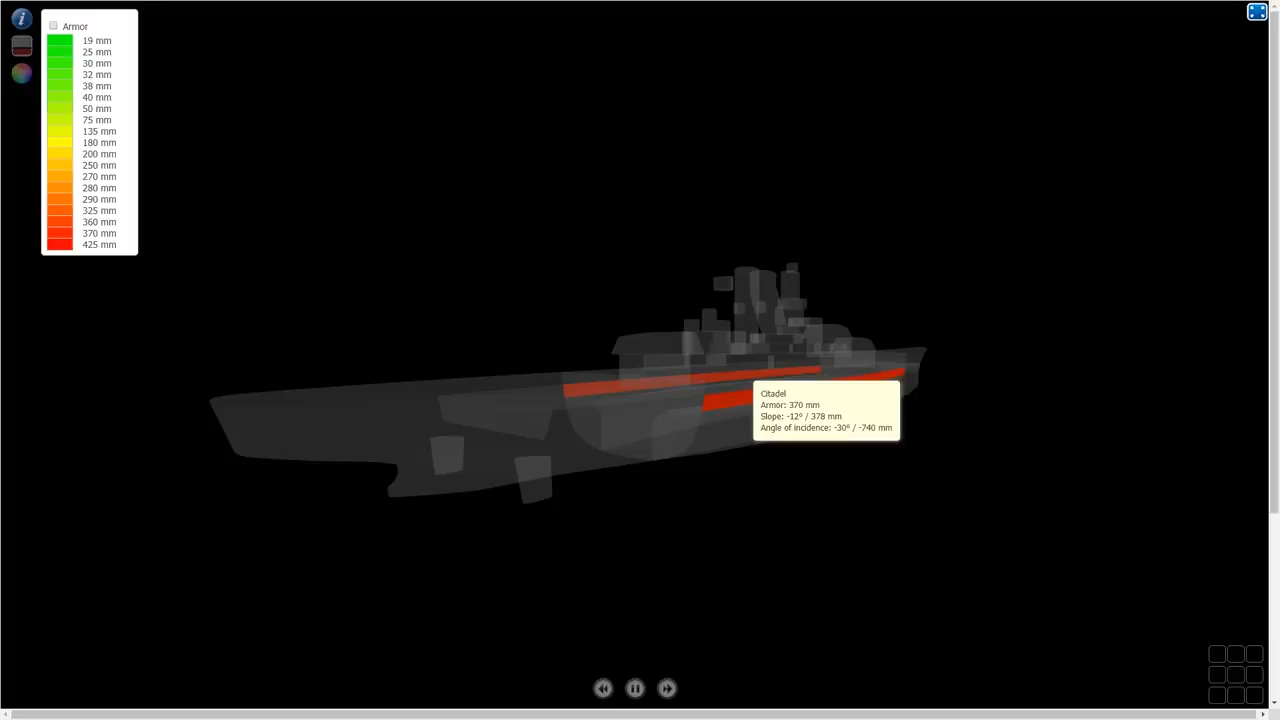 Armor
19 mm
25 mm
30 mm
32 mm
38 mm
40 mm
50 mm
75 mm
135 mm
180 mm
200 mm
250 mm
270 mm
280 mm
290 mm
325 mm
360 mm
370 mm
425 mm
Citadel
Armor: 370 mm
Slope: -12° / 378 mm
Angle of incidence: -30° / -740 mm